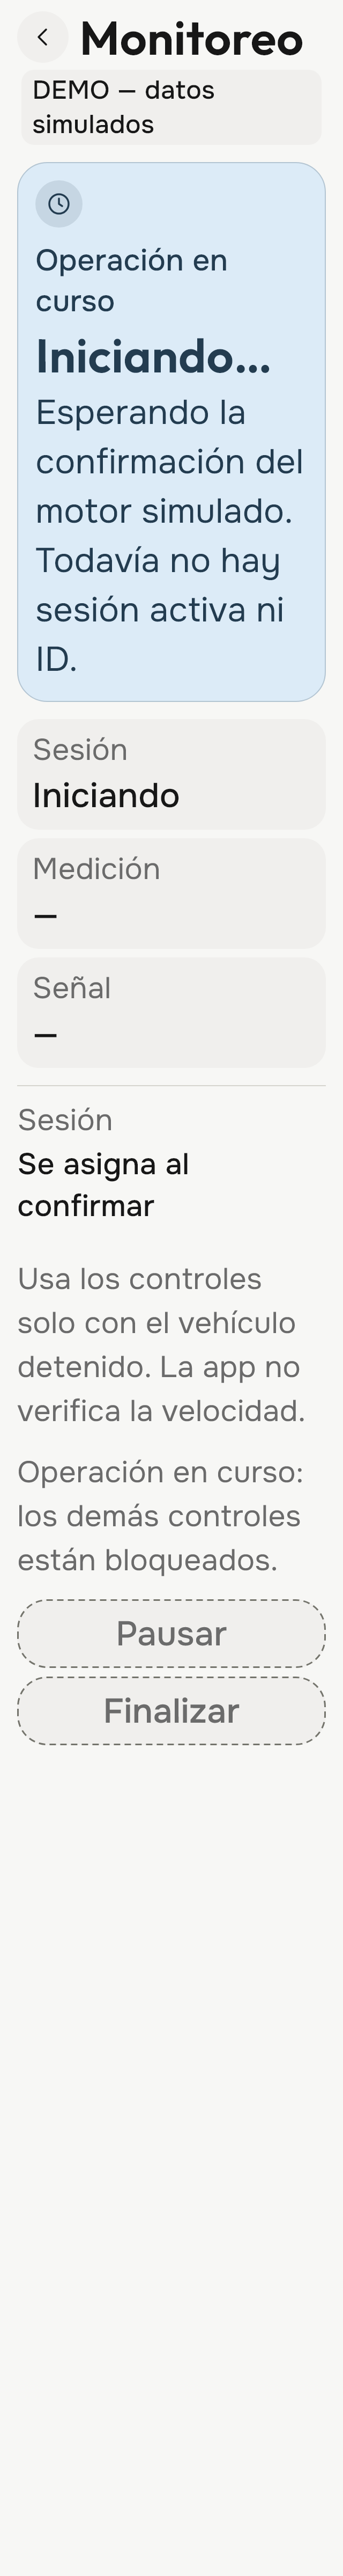 Monitoreo
DEMO — datos
simulados
Operación en
curso
Iniciando...
Esperando la
confirmación del
motor simulado.
Todavía no hay
sesión activa ni
ID.
Sesión
Iniciando
Medición
—
Señal
—
Sesión
Se asigna al
confirmar
Usa los controles
solo con el vehículo
detenido. La app no
verifica la velocidad.
Operación en curso:
los demás controles
están bloqueados.
Pausar
Finalizar